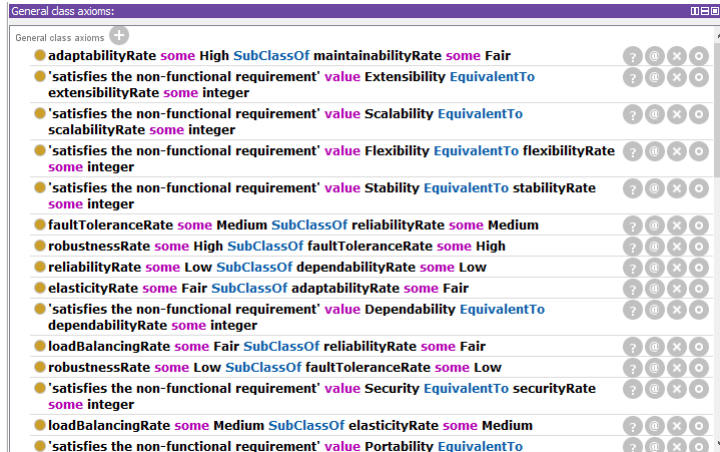 General class axioms:
General class axioms
adaptabilityRate some High SubClassOf maintainabilityRate some Fair
'satisfies the non-functional requirement' value Extensibility EquivalentTo
extensibilityRate some integer
'satisfies the non-functional requirement' value Scalability EquivalentTo
scalabilityRate some integer
'satisfies the non-functional requirement' value Flexibility EquivalentTo flexibilityRate
some integer
'satisfies the non-functional requirement' value Stability EquivalentTo stabilityRate
some integer
faultToleranceRate some Medium SubClassOf reliabilityRate some Medium
robustnessRate some High SubClassOf faultToleranceRate some High
reliabilityRate some Low SubClassOf dependabilityRate some Low
elasticityRate some Fair SubClassOf adaptabilityRate some Fair
'satisfies the non-functional requirement' value Dependability EquivalentTo
dependabilityRate some integer
loadBalancingRate some Fair SubClassOf reliabilityRate some Fair
robustnessRate some Low SubClassOf faultToleranceRate some Low
'satisfies the non-functional requirement' value Security EquivalentTo securityRate
some integer
loadBalancingRate some Medium SubClassOf elasticityRate some Medium
'satisfies the non-functional requirement' value Portability EquivalentTo